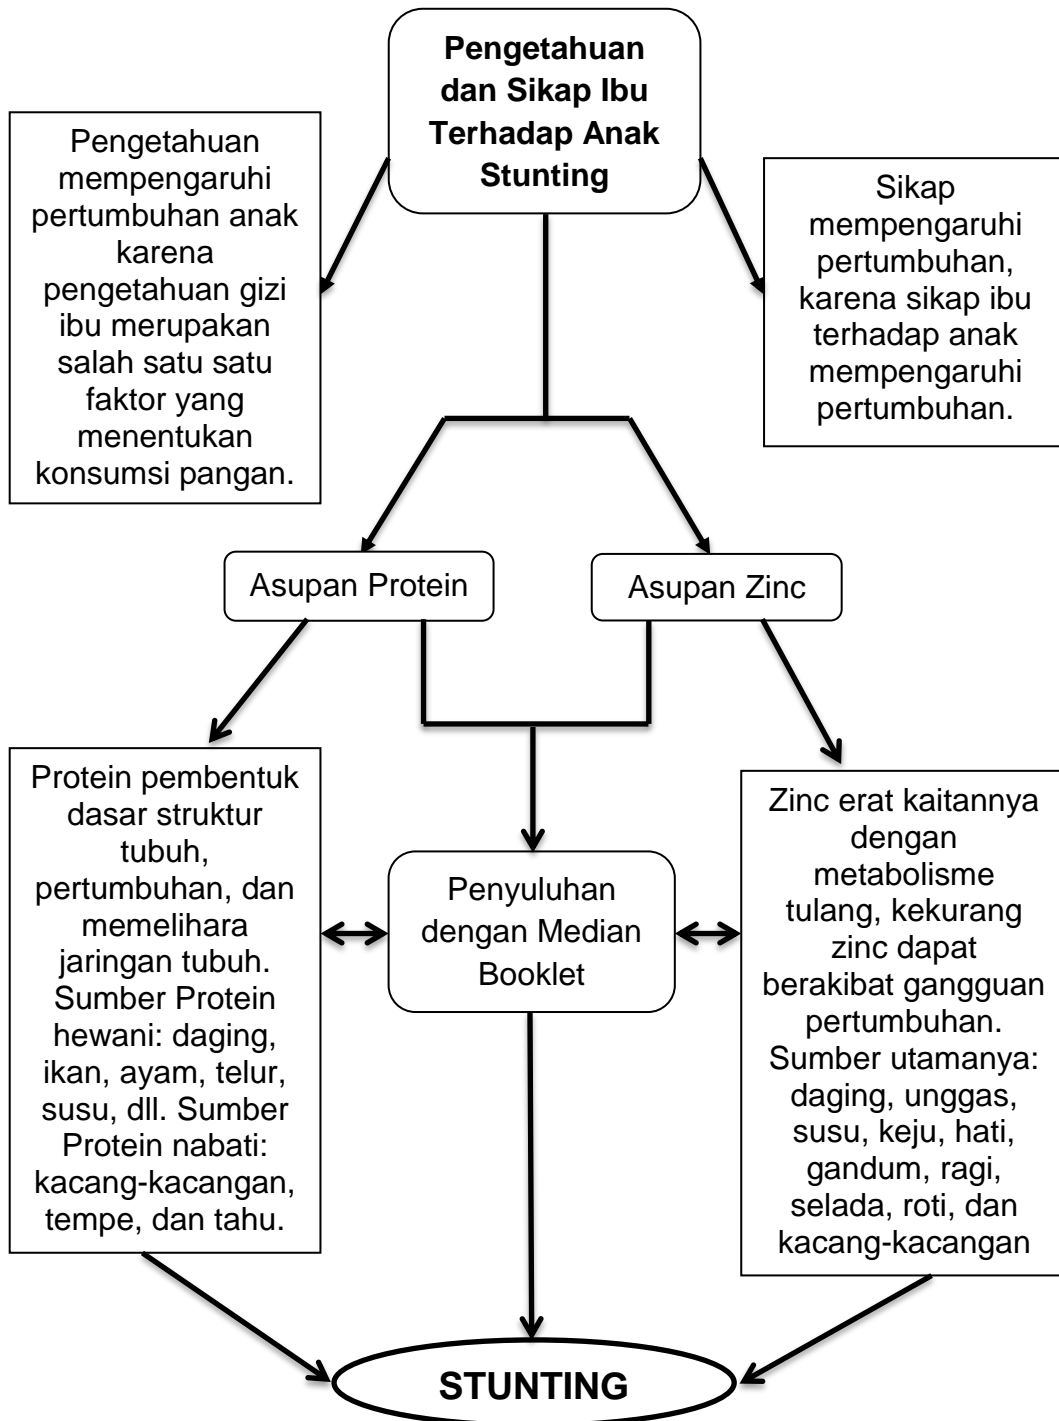 Pengetahuan
dan Sikap Ibu
Terhadap Anak
Stunting
Pengetahuan
mempengaruhi
pertumbuhan anak
karena
pengetahuan gizi
ibu merupakan
salah satu satu
faktor yang
menentukan
konsumsi pangan.
Sikap
mempengaruhi
pertumbuhan,
karena sikap ibu
terhadap anak
mempengaruhi
pertumbuhan.
Asupan Protein
Asupan Zinc
Protein pembentuk
dasar struktur
tubuh,
pertumbuhan, dan
memelihara
jaringan tubuh.
Sumber Protein
hewani: daging,
ikan, ayam, telur,
susu, dll. Sumber
Protein nabati:
kacang-kacangan,
tempe, dan tahu.
Penyuluhan
dengan Median
Booklet
Zinc erat kaitannya
dengan
metabolisme
tulang, kekurang
zinc dapat
berakibat gangguan
pertumbuhan.
Sumber utamanya:
daging, unggas,
susu, keju, hati,
gandum, ragi,
selada, roti, dan
kacang-kacangan
STUNTING